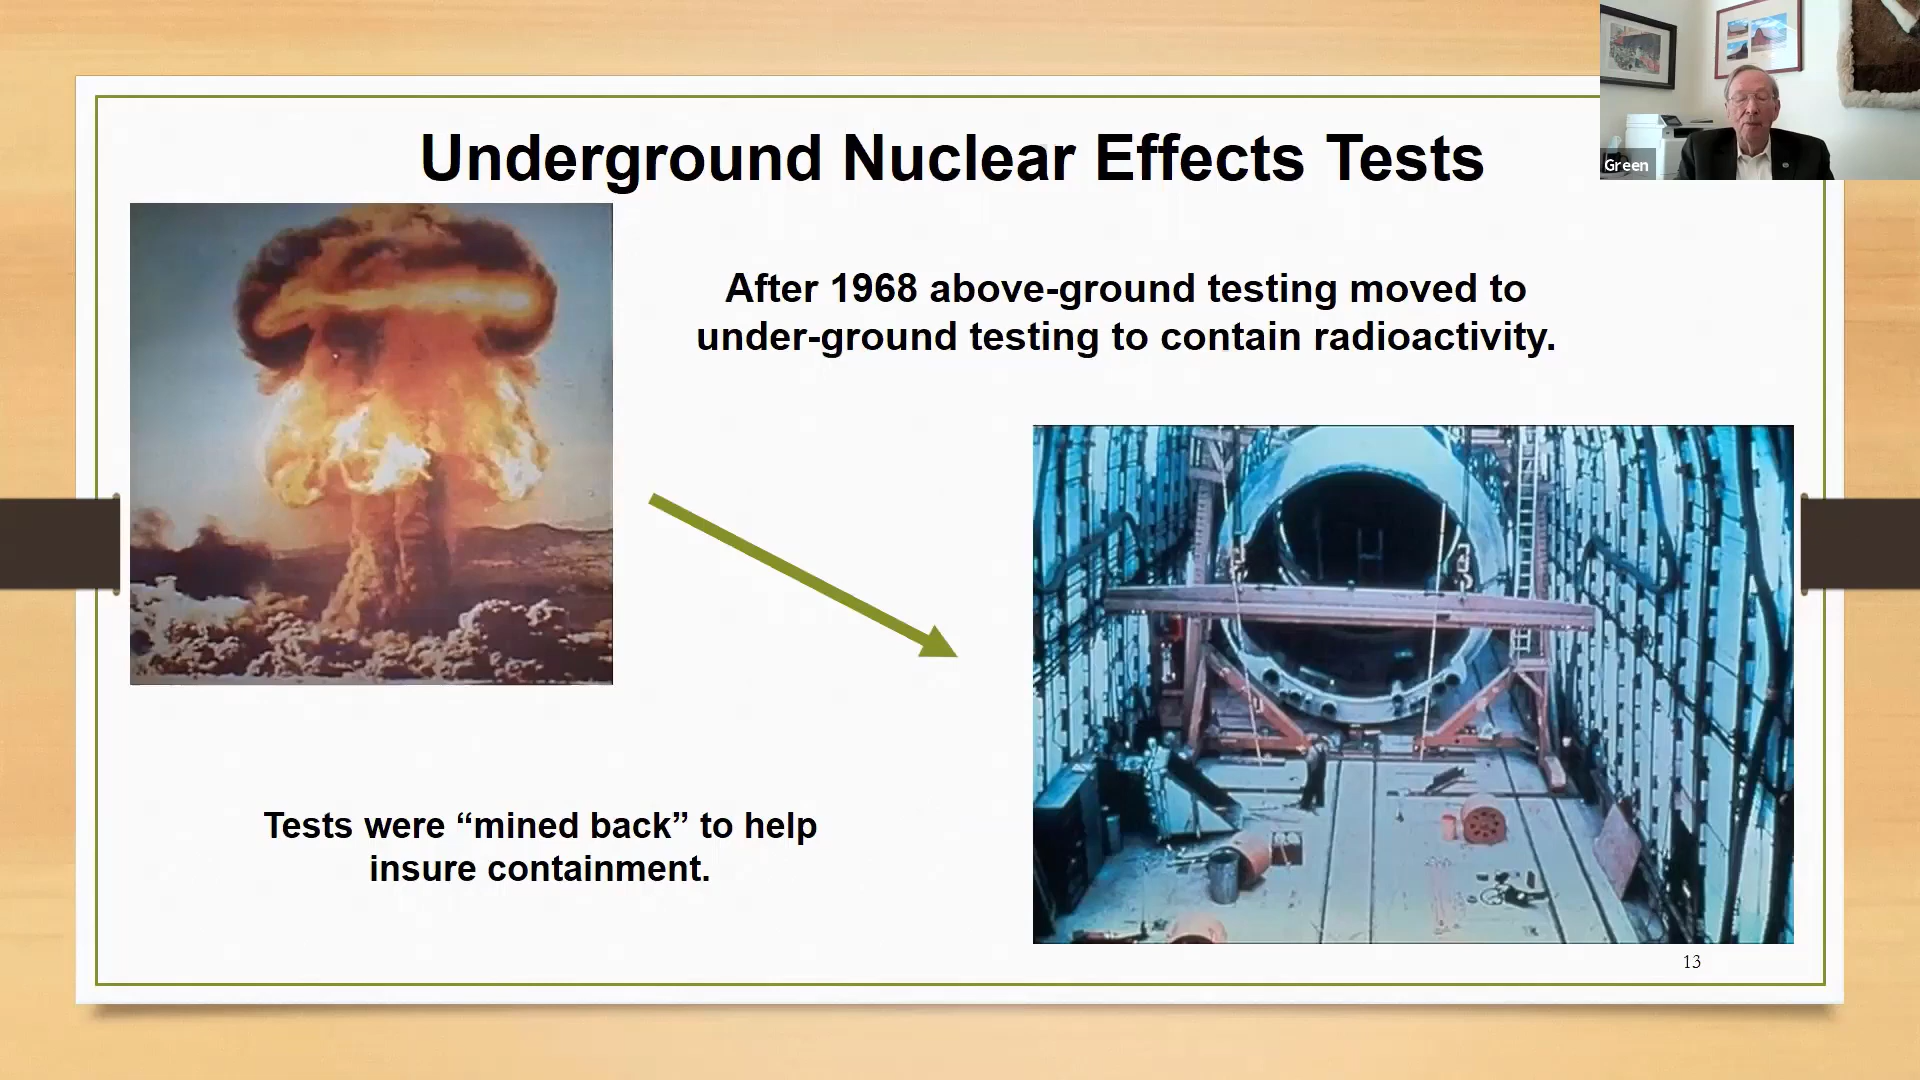 Underground Nuclear Effects Tests
Green
After 1968 above-ground testing moved to
under-ground testing to contain radioactivity.
Tests were “mined back” to help
insure containment.
13